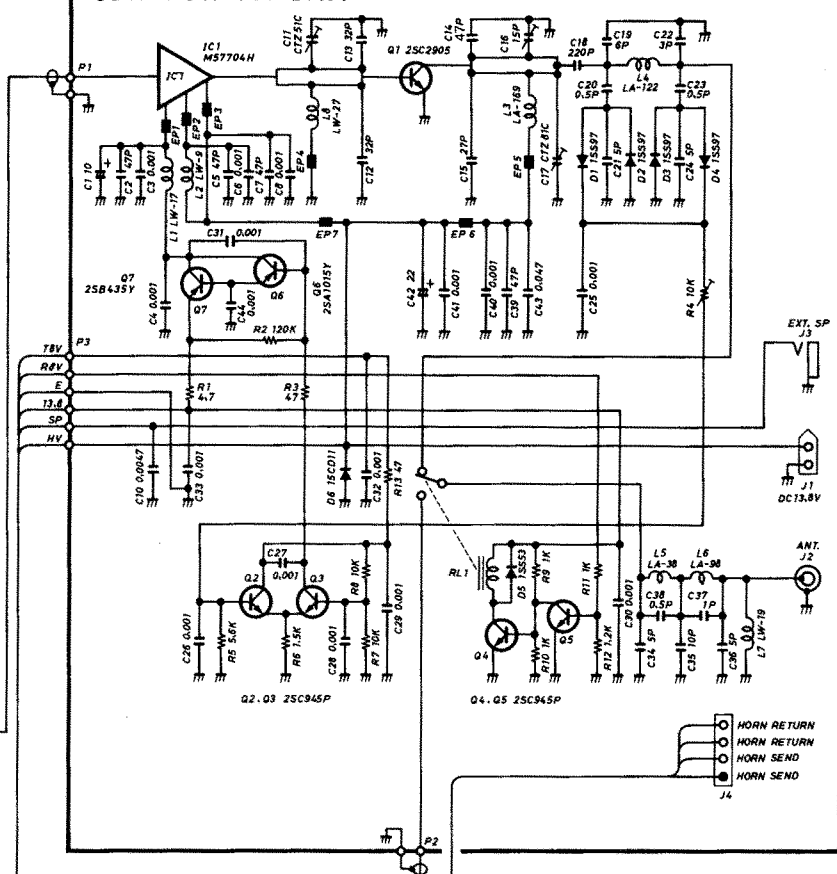 C11
CTZ 51C
C13 32P
C14
47P
C16
15P
C18
220P
C19
6P
C22
3P
IC1
M57704H
Q1 2SC2905
P1
IC1
L4
LA-122
C20
0.5P
C23
0.5P
EP1
EP2
EP3
L8
LW-27
L3
LA-169
EP4
EP5
C12
32P
C15 27P
C17 CTZ 81C
D1 1SS97
C21 5P
D2 1SS97
D3 1SS97
C24 5P
D4 1SS97
C1 10
+
C2 47P
C3 0.001
L1 LW-17
L2 LW-9
C5 47P
C6 0.001
C7 47P
C8 0.001
EP7
EP6
C31
0.001
Q7
2SB435Y
Q7
Q6
Q6
2SA1015Y
C4 0.001
C44
0.001
C42 22
+
C41 0.001
C40 0.001
C39 47P
C43 0.047
C25 0.001
R4 10K
R2 120K
EXT. SP
J3
P3
T8V
R8V
E
13.8
SP
HV
R1
4.7
R3
47
C10 0.0047
C33 0.001
D6 15CD11
C32 0.001
R13 47
J1
DC13.8V
C27
0.001
Q2
Q3
R8 10K
RL1
D5 1SS53
R9 1K
R11 1K
L5
LA-38
L6
LA-98
ANT.
J2
C38
0.5P
C37
1P
C26 0.001
R5 5.6K
R6 1.5K
C28 0.001
R7 10K
C29 0.001
Q4
Q5
R10 1K
R12 1.2K
C30 0.001
C34 5P
C35 10P
C36 5P
L7 LW-19
Q2.Q3 2SC945P
Q4.Q5 2SC945P
HORN RETURN
HORN RETURN
HORN SEND
HORN SEND
J4
P2